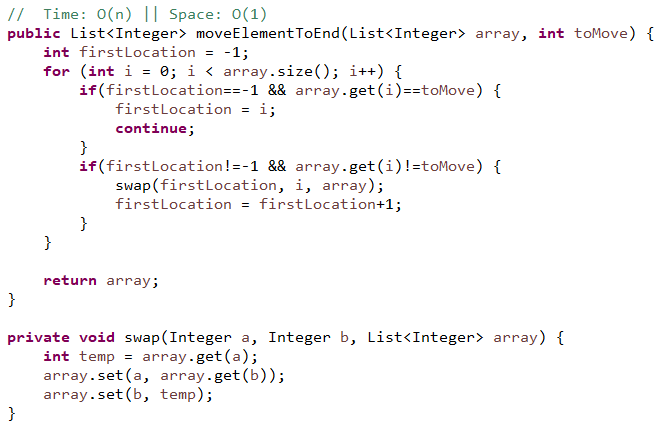 //  Time: O(n) || Space: O(1)
public List<Integer> moveElementToEnd(List<Integer> array, int toMove) {
    int firstLocation = -1;
    for (int i = 0; i < array.size(); i++) {
        if(firstLocation==-1 && array.get(i)==toMove) {
            firstLocation = i;
            continue;
        }
        if(firstLocation!=-1 && array.get(i)!=toMove) {
            swap(firstLocation, i, array);
            firstLocation = firstLocation+1;
        }
    }

    return array;
}

private void swap(Integer a, Integer b, List<Integer> array) {
    int temp = array.get(a);
    array.set(a, array.get(b));
    array.set(b, temp);
}